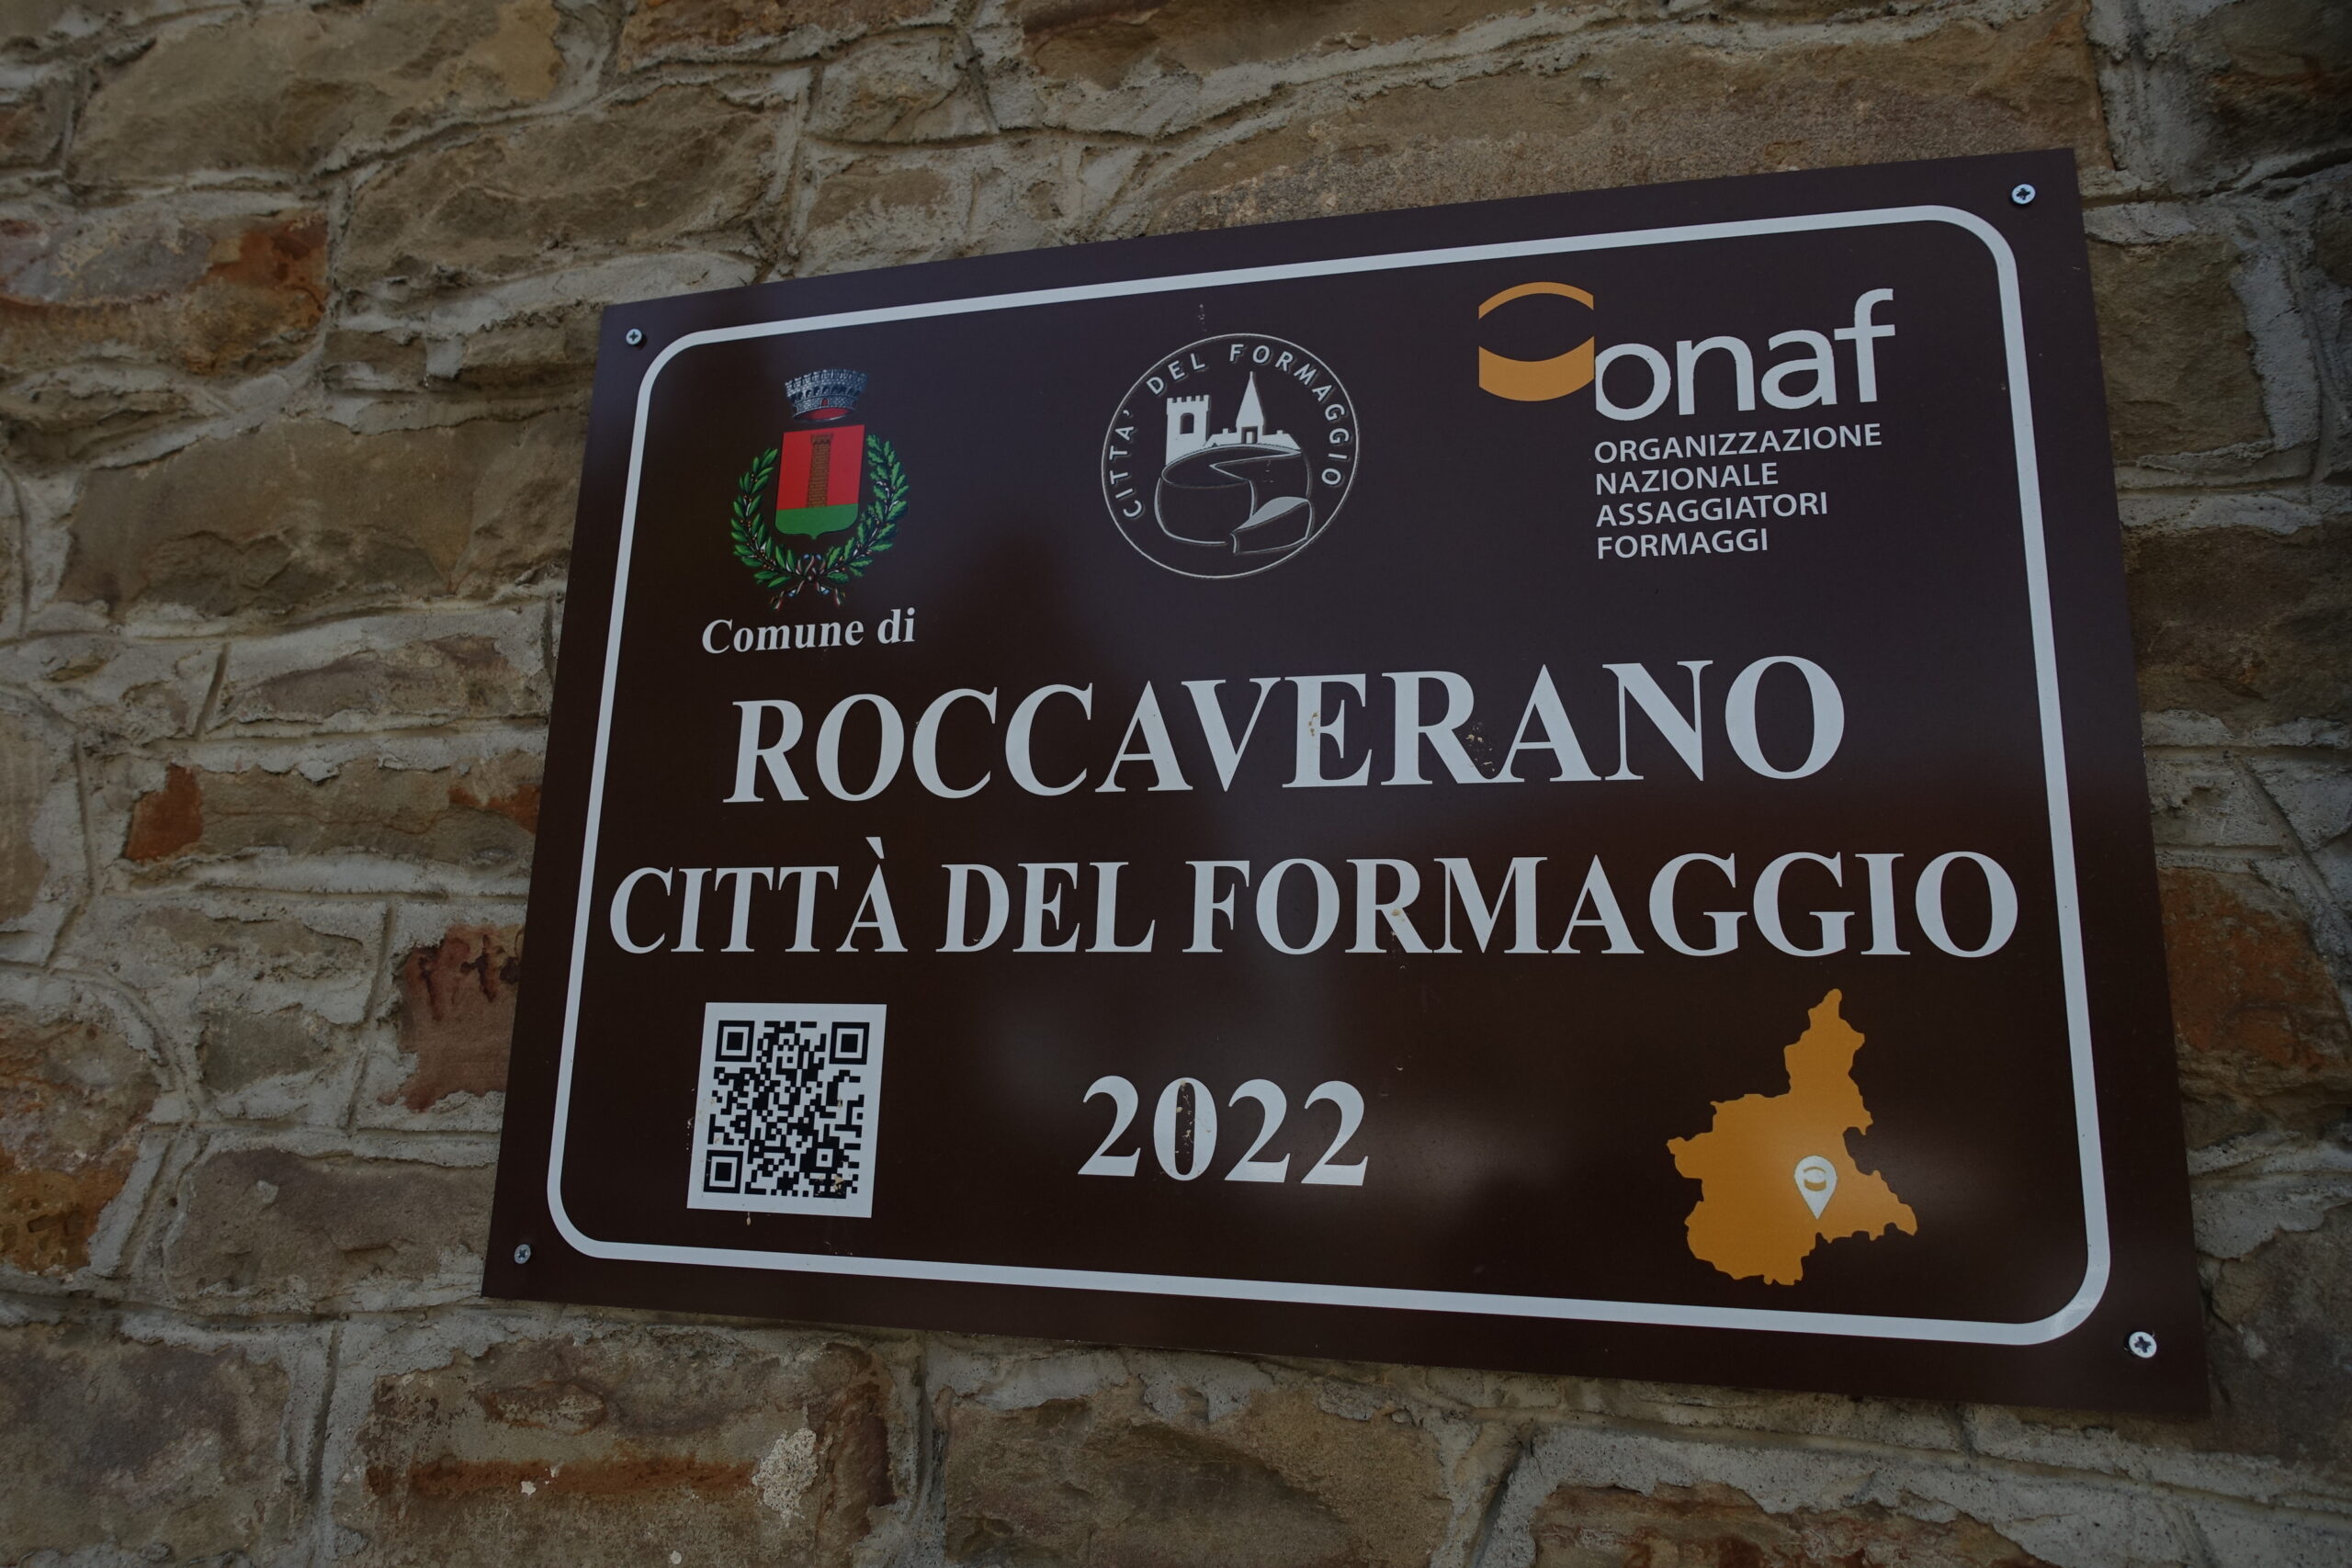 CITTA' DEL FORMAGGIO
onaf
ORGANIZZAZIONE
NAZIONALE
ASSAGGIATORI
FORMAGGI
Comune di
ROCCAVERANO
CITTÀ DEL FORMAGGIO
2022